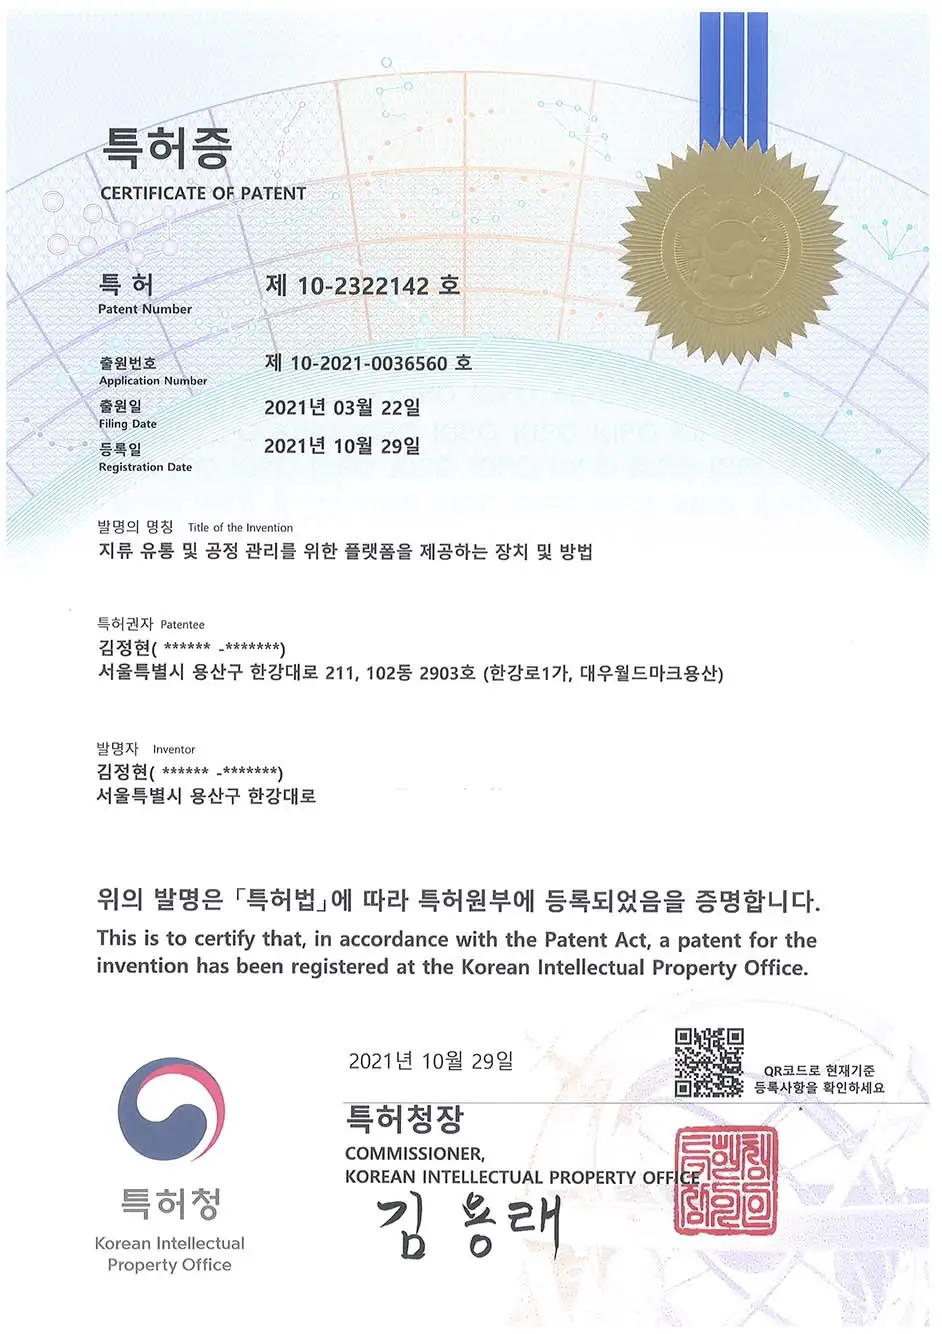 특허증
CERTIFICATE OF PATENT
특 허 제 10-2322142 호
Patent Number
출원번호 제 10-2021-0036560 호
Application Number
출원일 2021년 03월 22일
Filing Date
등록일 2021년 10월 29일
Registration Date
발명의 명칭 Title of the Invention
지류 유통 및 공정 관리를 위한 플랫폼을 제공하는 장치 및 방법
특허권자 Patentee
김정현( ****** -*******)
서울특별시 용산구 한강대로 211, 102동 2903호 (한강로1가, 대우월드마크용산)
발명자 Inventor
김정현( ****** -*******)
서울특별시 용산구 한강대로
위의 발명은 「특허법」에 따라 특허원부에 등록되었음을 증명합니다.
This is to certify that, in accordance with the Patent Act, a patent for the
invention has been registered at the Korean Intellectual Property Office.
2021년 10월 29일
QR코드로 현재기준
등록사항을 확인하세요
특허청장
COMMISSIONER,
KOREAN INTELLECTUAL PROPERTY OFFICE
김용래
특허청
Korean Intellectual
Property Office